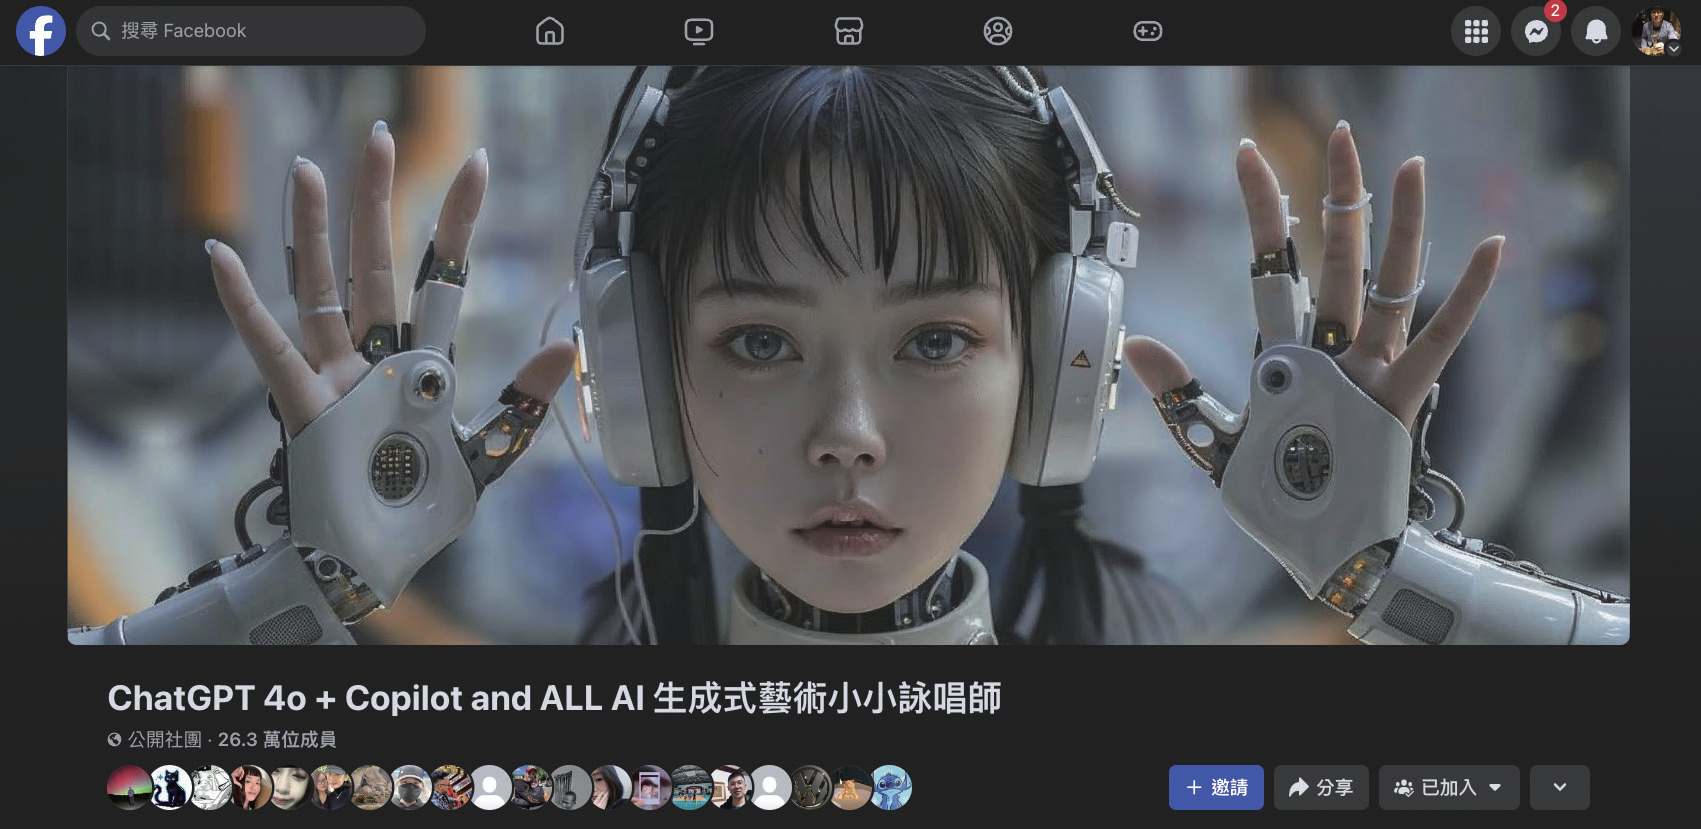 搜尋 Facebook
2
ChatGPT 4o + Copilot and ALL AI 生成式藝術小小詠唱師
公開社團 · 26.3 萬位成員
邀請
分享
已加入